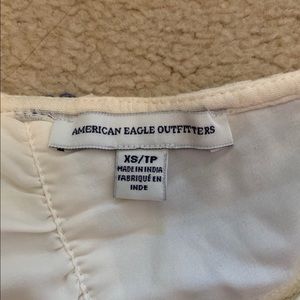 AMERICAN EAGLE OUTFITTERS
XS/TP
MADE IN INDIA
FABRIQUÉ EN
INDE